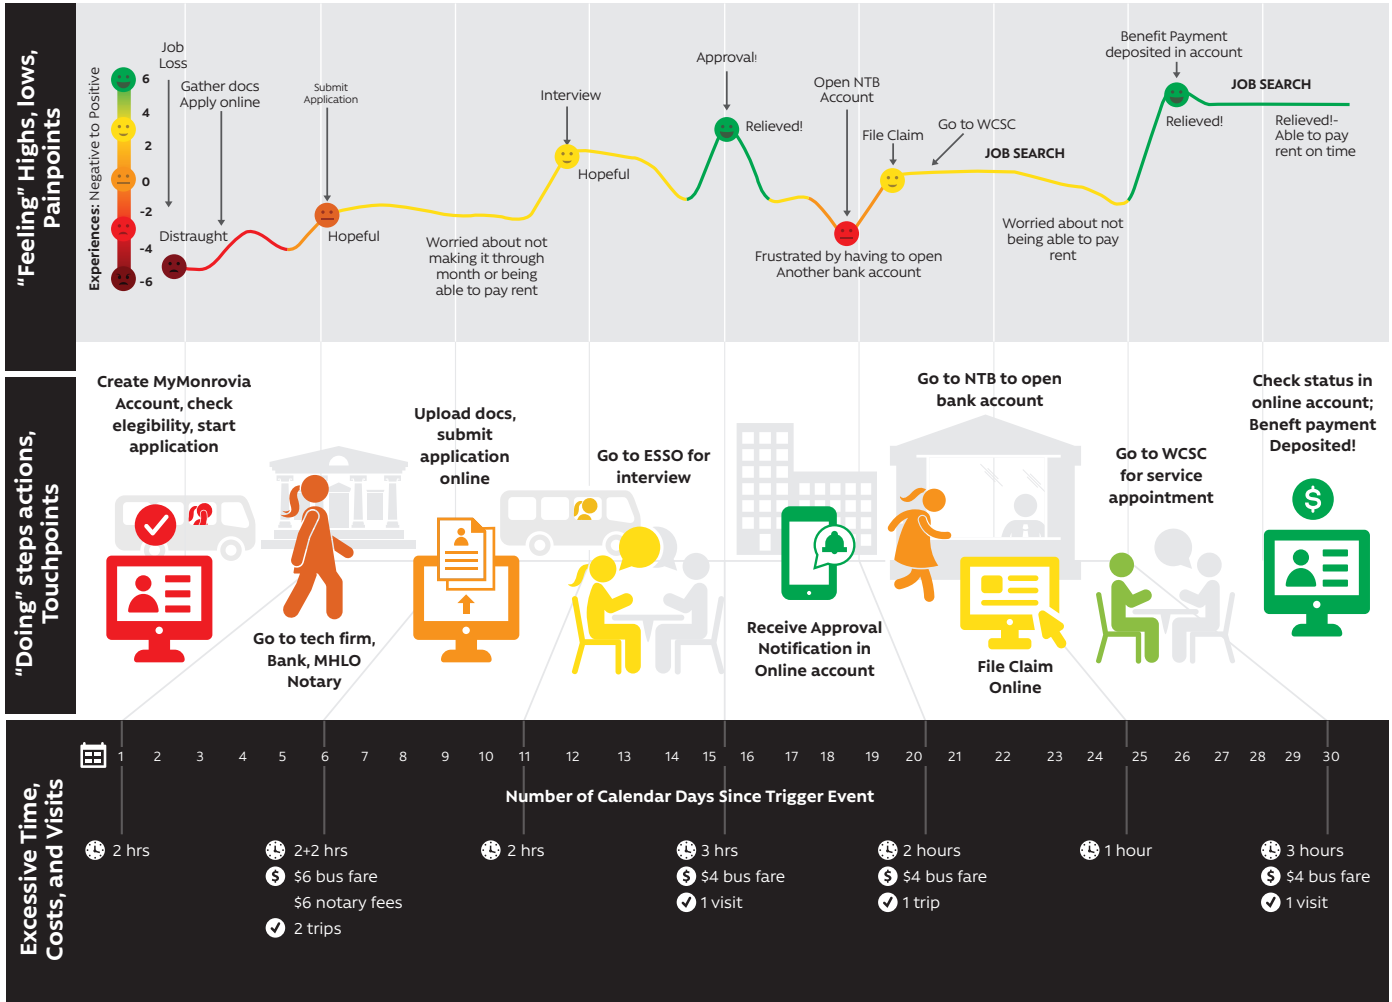 "Feeling" Highs, lows,
Painpoints
Experiences: Negative to Positive
6
4
2
0
-2
-4
-6
Job
Loss
Gather docs
Apply online
Distraught
Submit
Application
Hopeful
Worried about not
making it through
month or being
able to pay rent
Interview
Hopeful
Approval!
Relieved!
Open NTB
Account
Frustrated by having to open
Another bank account
File Claim
Go to WCSC
JOB SEARCH
Worried about not
being able to pay
rent
Benefit Payment
deposited in account
Relieved!
JOB SEARCH
Relieved!-
Able to pay
rent on time
"Doing" steps actions,
Touchpoints
Create MyMonrovia
Account, check
elegibility, start
application
Go to tech firm,
Bank, MHLO
Notary
Upload docs,
submit
application
online
Go to ESSO for
interview
Receive Approval
Notification in
Online account
Go to NTB to open
bank account
File Claim
Online
Go to WCSC
for service
appointment
Check status in
online account;
Beneft payment
Deposited!
$
Excessive Time,
Costs, and Visits
1 2 3 4 5 6 7 8 9 10 11 12 13 14 15 16 17 18 19 20 21 22 23 24 25 26 27 28 29 30
Number of Calendar Days Since Trigger Event
2 hrs
2+2 hrs
$ $6 bus fare
$6 notary fees
2 trips
2 hrs
3 hrs
$ $4 bus fare
1 visit
2 hours
$ $4 bus fare
1 trip
1 hour
3 hours
$ $4 bus fare
1 visit